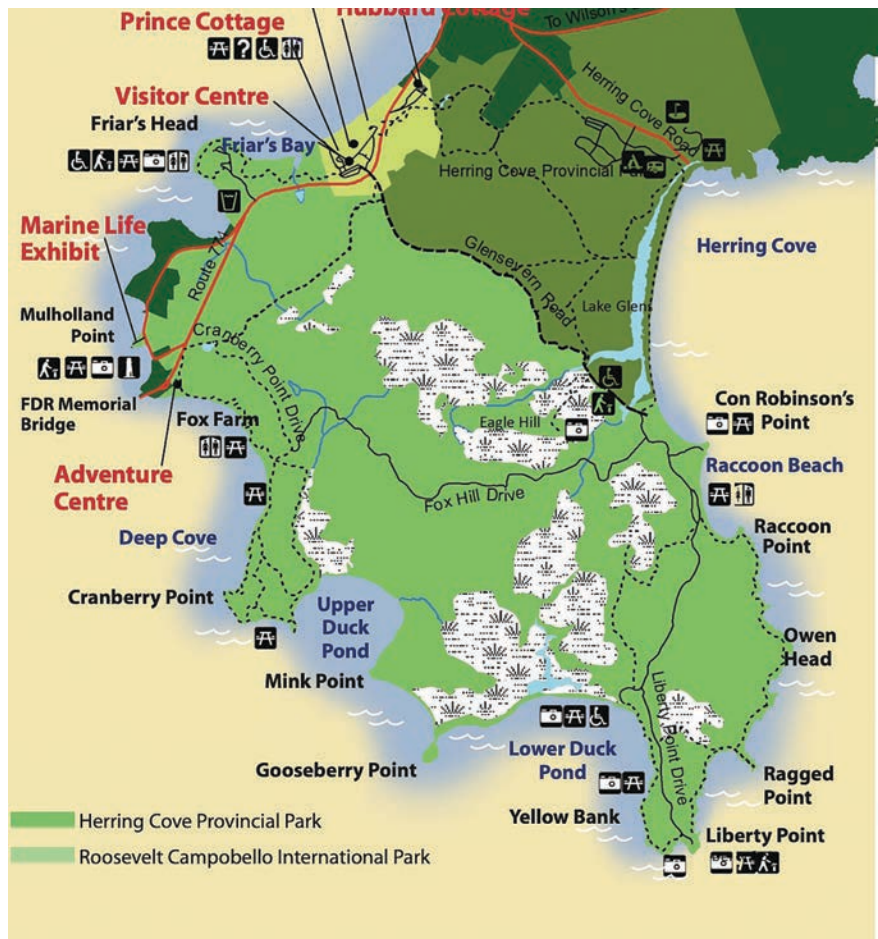 Prince Cottage
Hubbard Cottage
To Wilson's
?
Visitor Centre
Friar's Head
Friar's Bay
Herring Cove Road
Herring Cove Provincial
Marine Life
Exhibit
Route 774
Glensevern Road
Herring Cove
Lake Glens
Mulholland
Point
Cranberry Point Drive
FDR Memorial
Bridge
Fox Farm
Eagle Hill
Con Robinson's
Point
Adventure
Centre
Fox Hill Drive
Raccoon Beach
Raccoon
Point
Deep Cove
Cranberry Point
Upper
Duck
Pond
Owen
Head
Mink Point
Liberty Point Drive
Lower Duck
Pond
Gooseberry Point
Ragged
Point
Yellow Bank
Liberty Point
Herring Cove Provincial Park
Roosevelt Campobello International Park